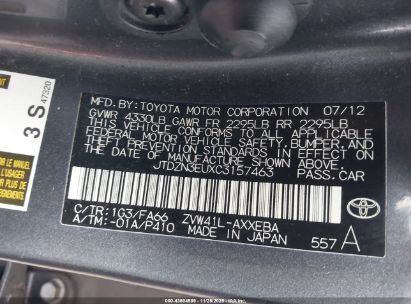 3 S
47320
MFD. BY: TOYOTA MOTOR CORPORATION 07/12
GVWR 4330LB GAWR FR 2295LB RR 2295LB
THIS VEHICLE CONFORMS TO ALL APPLICABLE
FEDERAL MOTOR VEHICLE SAFETY, BUMPER, AND
THEFT PREVENTION STANDARDS IN EFFECT ON
THE DATE OF MANUFACTURE SHOWN ABOVE.
JTDZN3EUXC3157463 PASS.CAR
C/TR:1G3/FA66 ZVW41L-AXXEBA
A/TM:-01A/P410 MADE IN JAPAN
TOYOTA
557 A